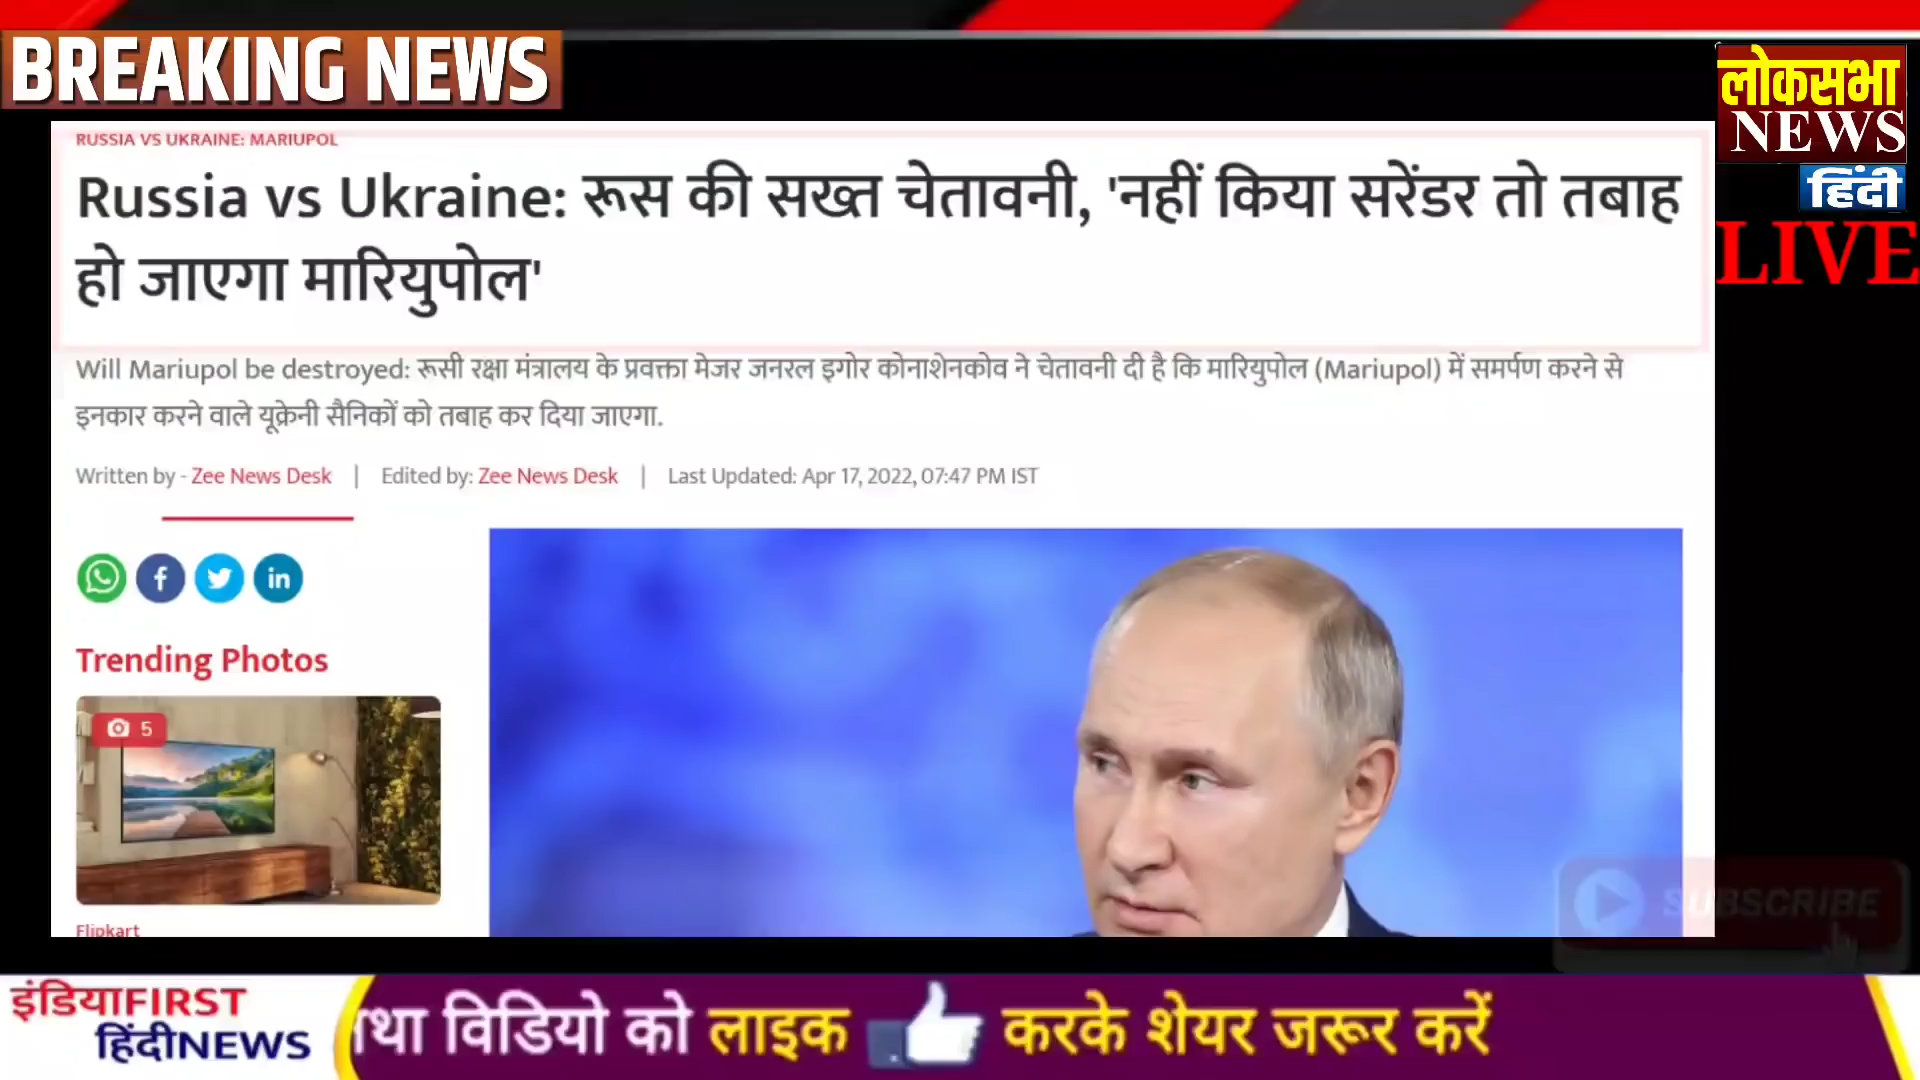 BREAKING NEWS
लोकसभा
NEWS
हिंदी
LIVE
RUSSIA VS UKRAINE: MARIUPOL
Russia vs Ukraine: रूस की सख्त चेतावनी, 'नहीं किया सरेंडर तो तबाह
हो जाएगा मारियुपोल'
Will Mariupol be destroyed: रूसी रक्षा मंत्रालय के प्रवक्ता मेजर जनरल इगोर कोनाशेनकोव ने चेतावनी दी है कि मारियुपोल (Mariupol) में समर्पण करने से
इनकार करने वाले यूक्रेनी सैनिकों को तबाह कर दिया जाएगा.
Written by - Zee News Desk | Edited by: Zee News Desk | Last Updated: Apr 17, 2022, 07:47 PM IST
Trending Photos
5
Flipkart
SUBSCRIBE
इंडियाFIRST
हिंदीNEWS
विडियो को लाइक करके शेयर जरूर करें